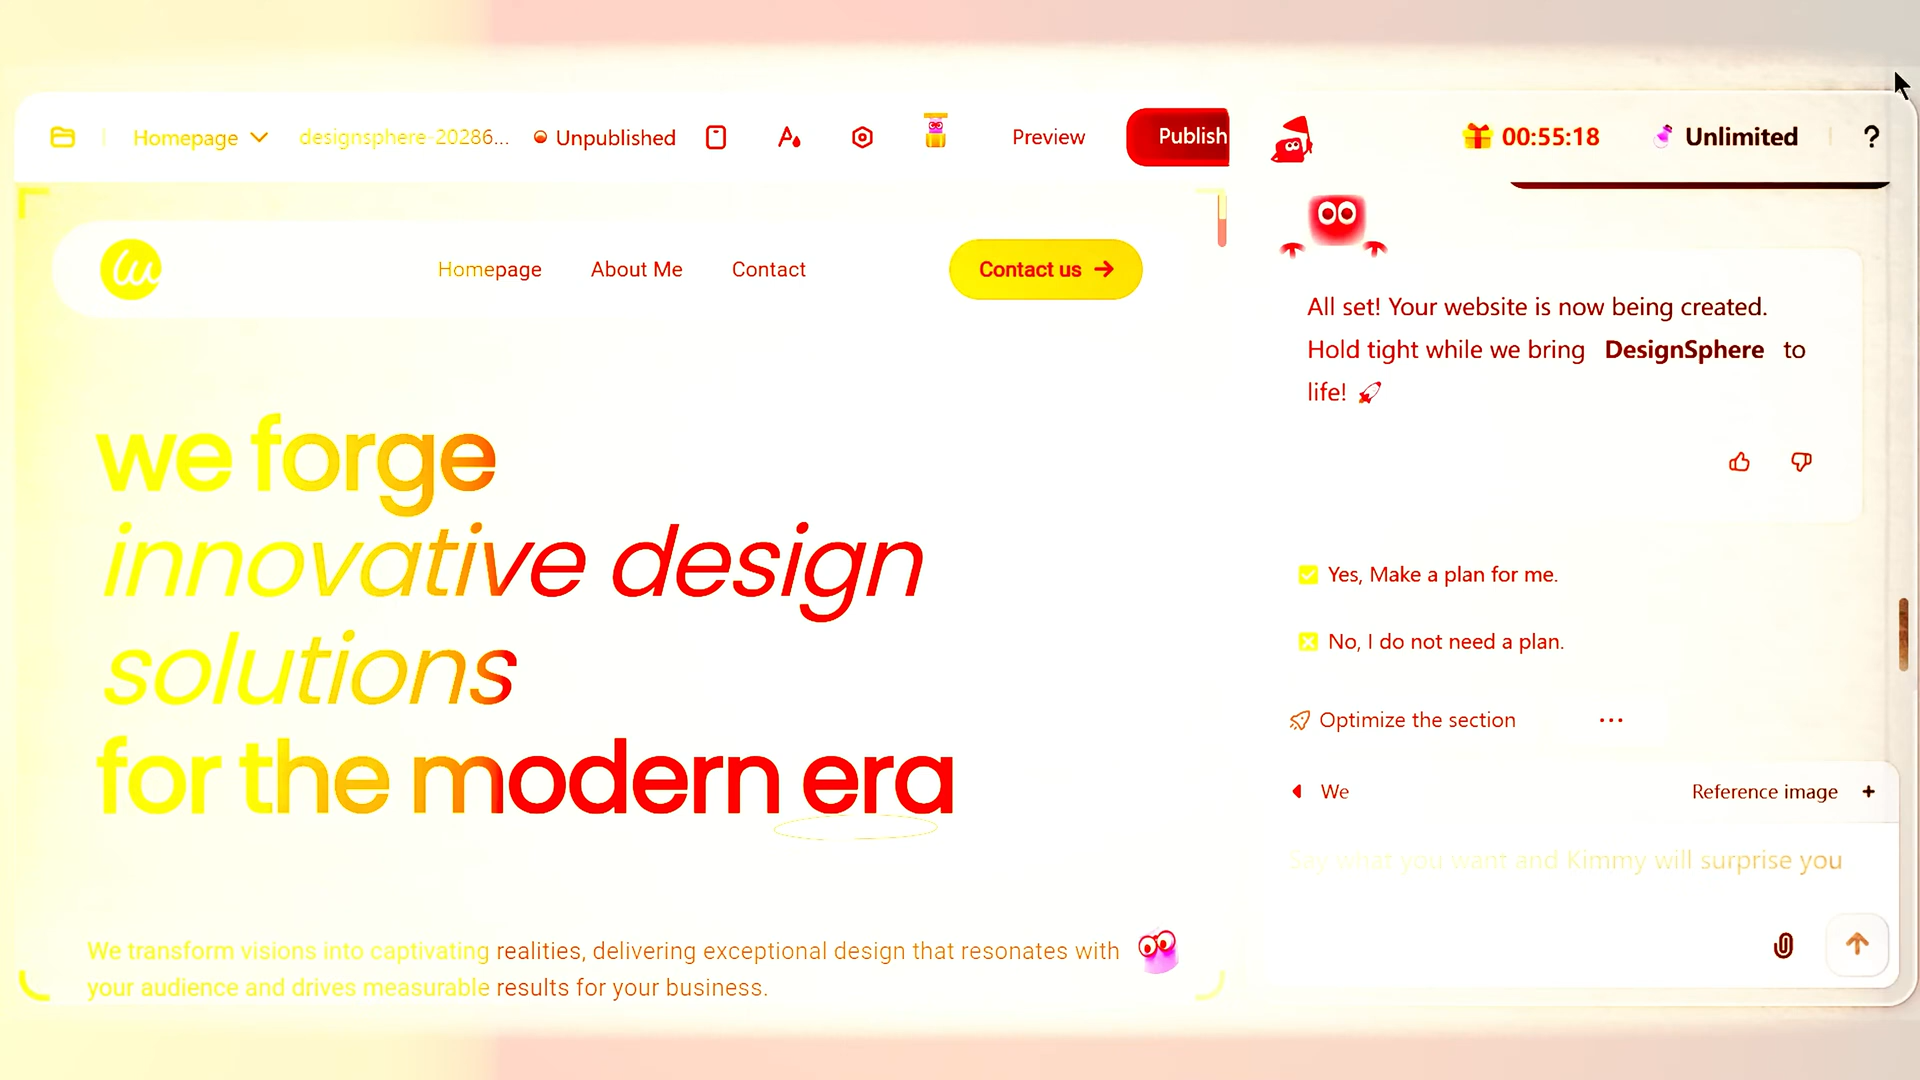 Homepage
designsphere-20286...
Unpublished
Preview
Publish
00:55:18
Unlimited
?
Homepage
About Me
Contact
Contact us
we forge
innovative design
solutions
for the modern era
We transform visions into captivating realities, delivering exceptional design that resonates with
your audience and drives measurable results for your business.
All set! Your website is now being created.
Hold tight while we bring DesignSphere to
life!
Yes, Make a plan for me.
No, I do not need a plan.
Optimize the section
...
We
Reference image +
Say what you want and Kimmy will surprise you